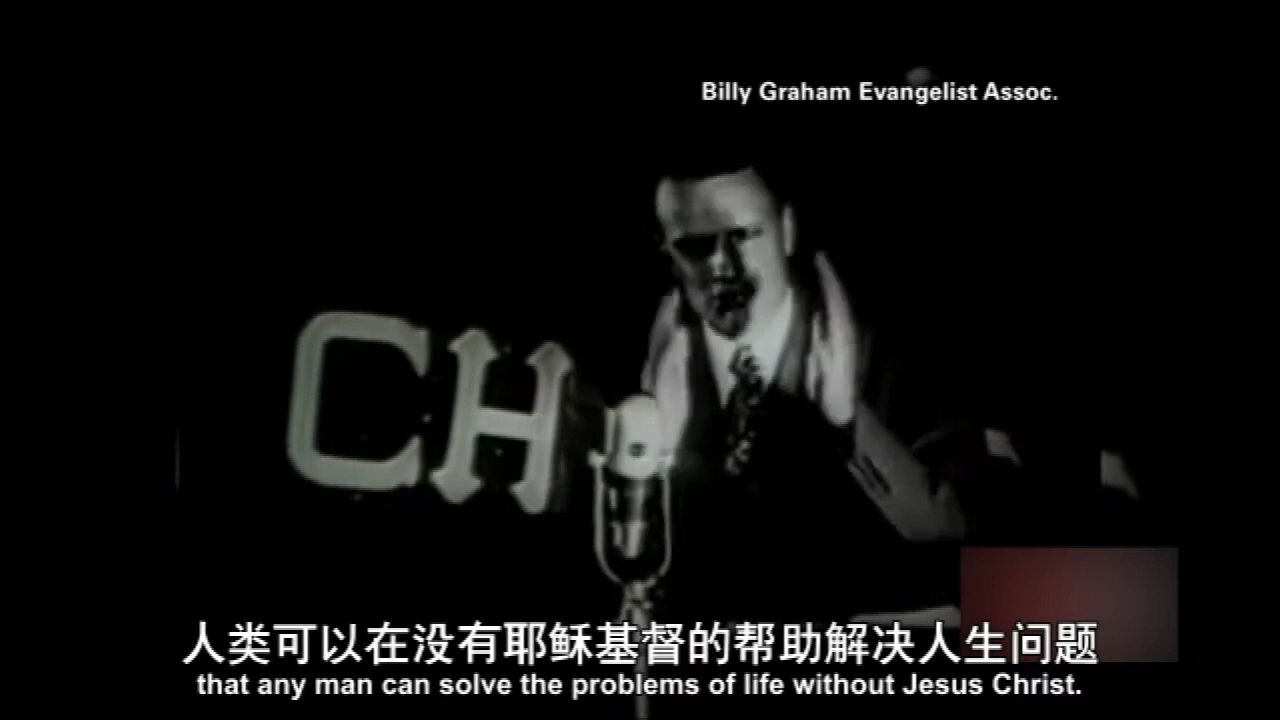 Billy Graham Evangelist Assoc.
CH
人类可以在没有耶稣基督的帮助解决人生问题
that any man can solve the problems of life without Jesus Christ.